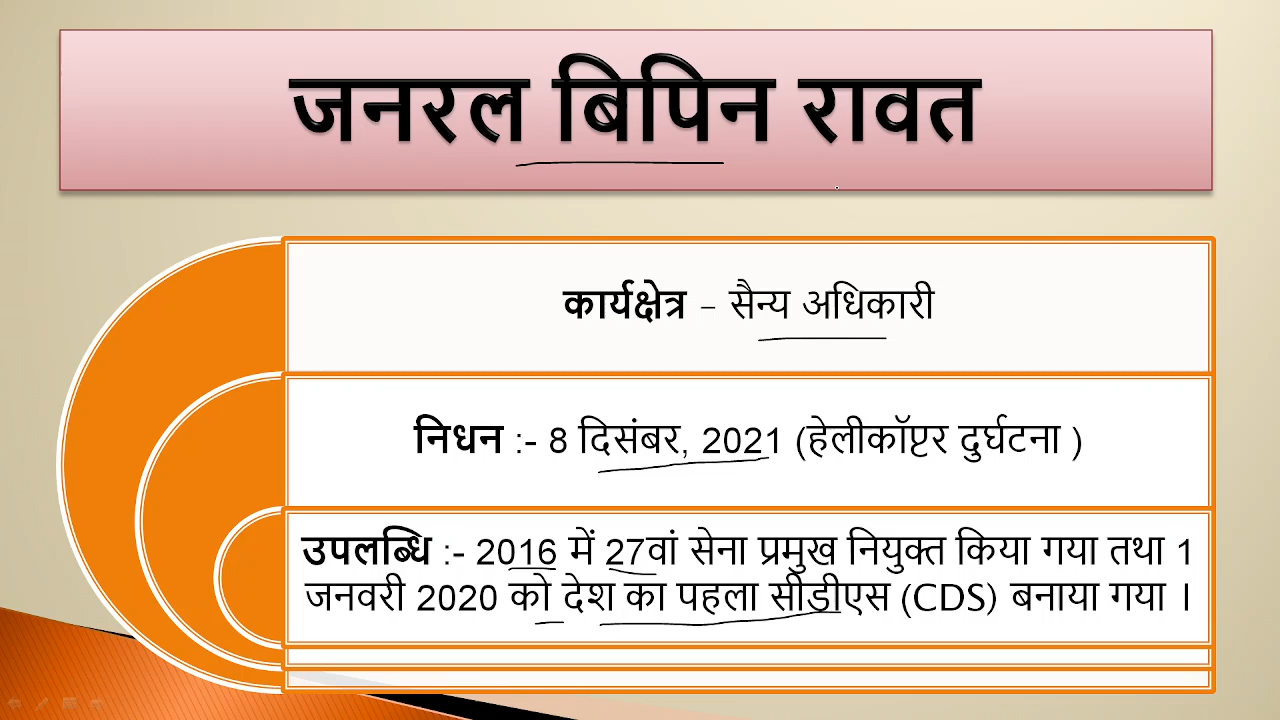 जनरल बिपिन रावत
कार्यक्षेत्र – सैन्य अधिकारी
निधन :- 8 दिसंबर, 2021 (हेलीकॉप्टर दुर्घटना )
उपलब्धि :- 2016 में 27वां सेना प्रमुख नियुक्त किया गया तथा 1
जनवरी 2020 को देश का पहला सीडीएस (CDS) बनाया गया ।